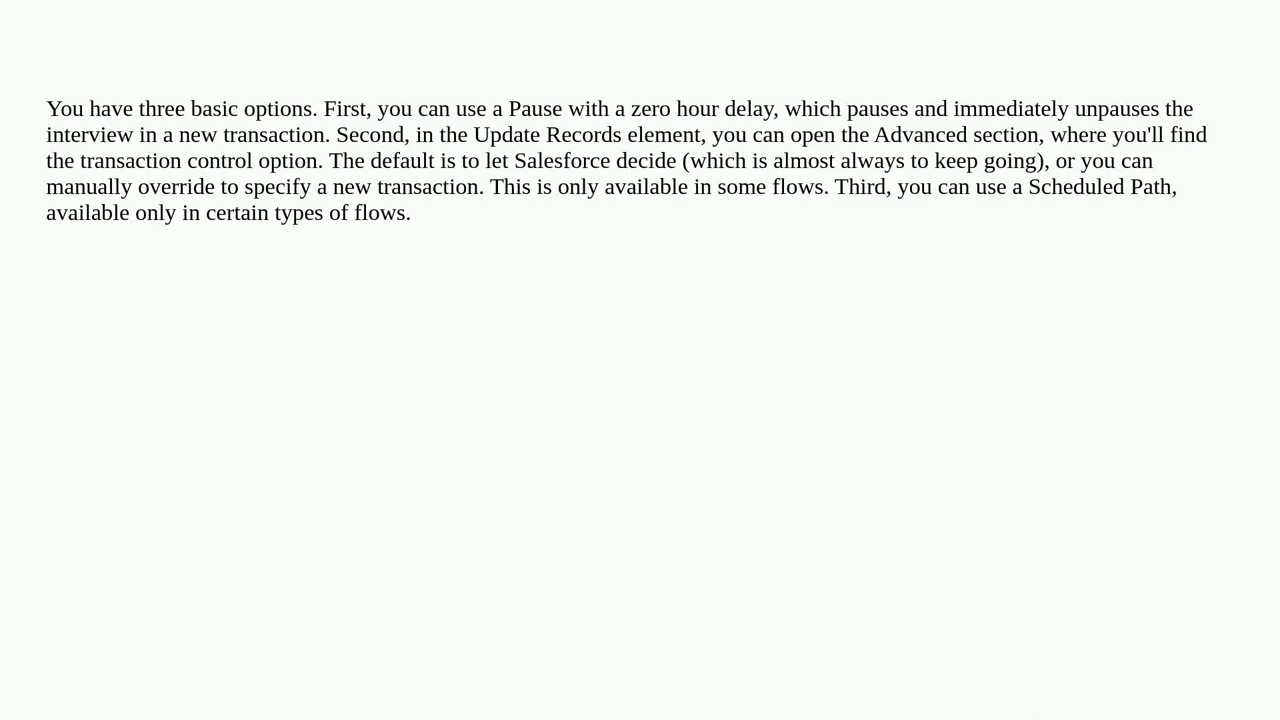 You have three basic options. First, you can use a Pause with a zero hour delay, which pauses and immediately unpauses the
interview in a new transaction. Second, in the Update Records element, you can open the Advanced section, where you'll find
the transaction control option. The default is to let Salesforce decide (which is almost always to keep going), or you can
manually override to specify a new transaction. This is only available in some flows. Third, you can use a Scheduled Path,
available only in certain types of flows.